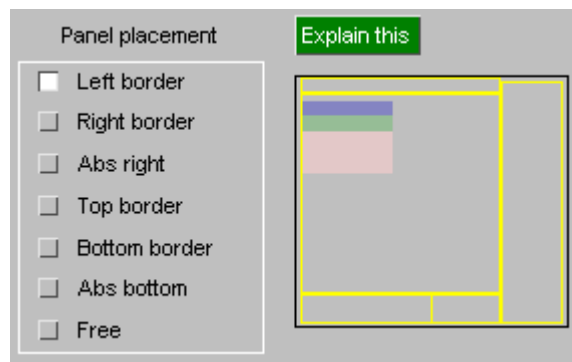 Panel placement
Explain this
Left border
Right border
Abs right
Top border
Bottom border
Abs bottom
Free